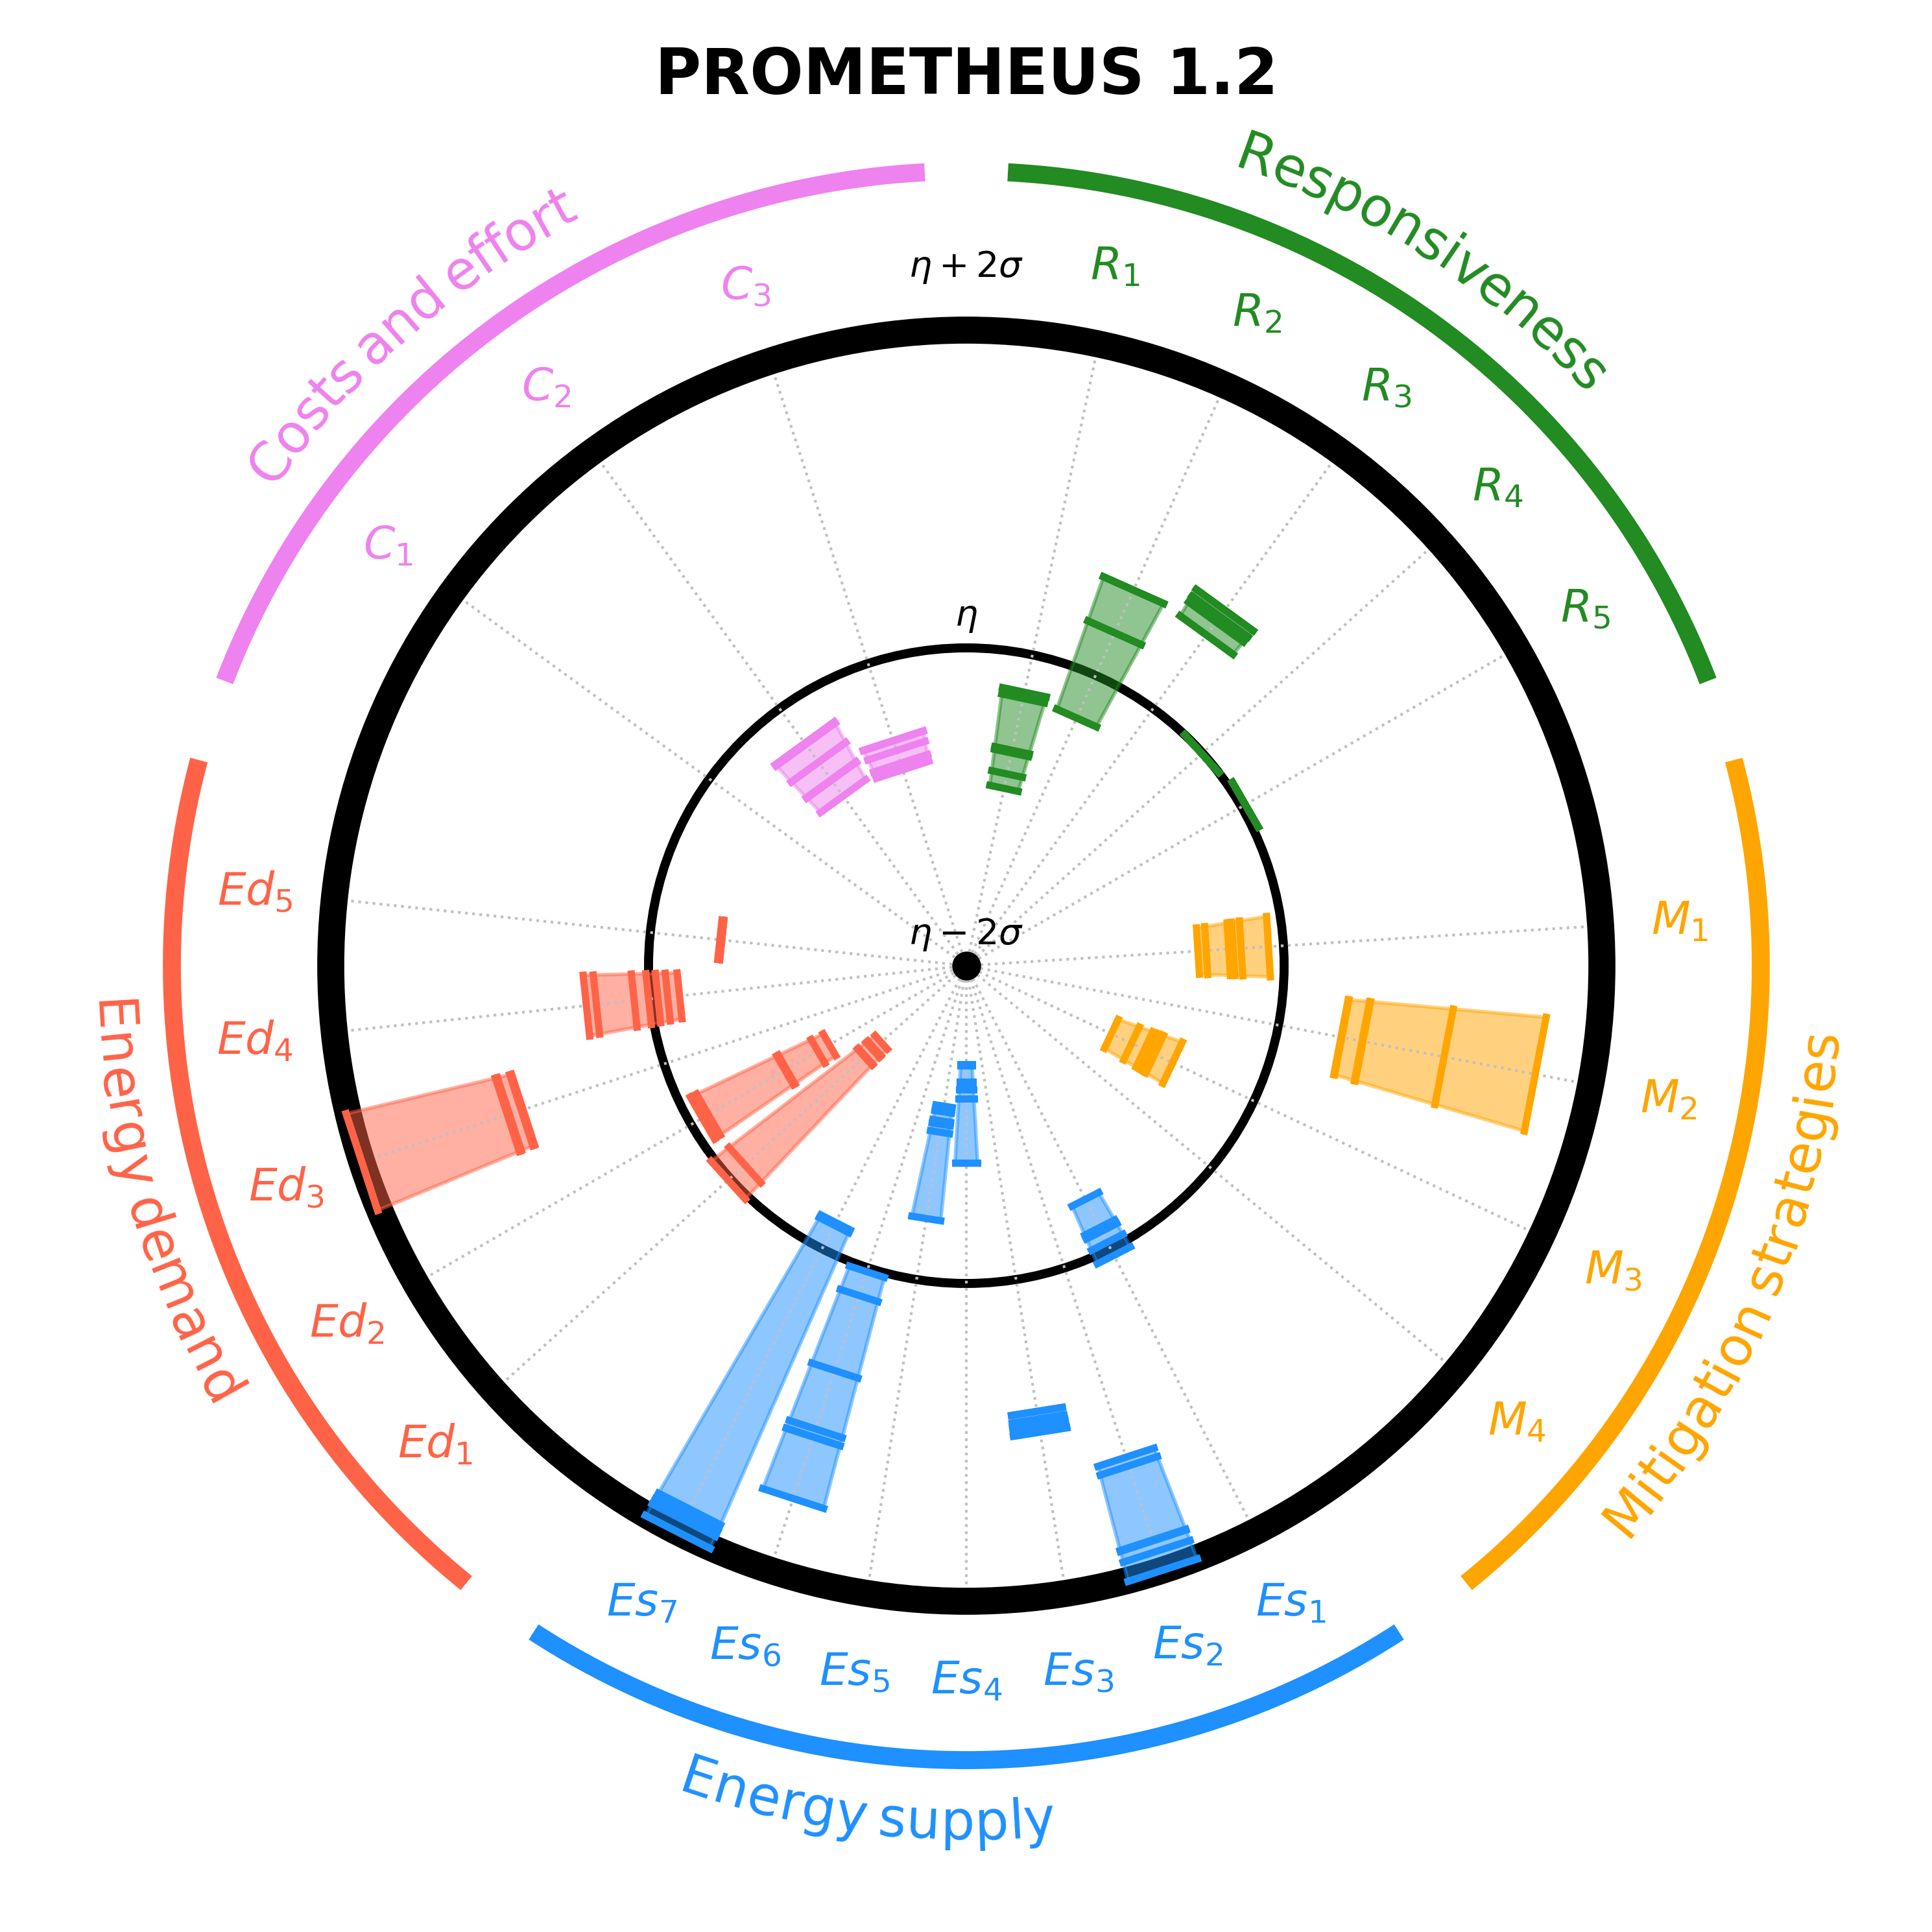 PROMETHEUS 1.2
Responsiveness
R₁
R₂
R₃
R₄
R₅
Mitigation strategies
M₁
M₂
M₃
M₄
Energy supply
Es₁
Es₂
Es₃
Es₄
Es₅
Es₆
Es₇
Energy demand
Ed₁
Ed₂
Ed₃
Ed₄
Ed₅
Costs and effort
C₁
C₂
C₃
η + 2σ
η
η − 2σ